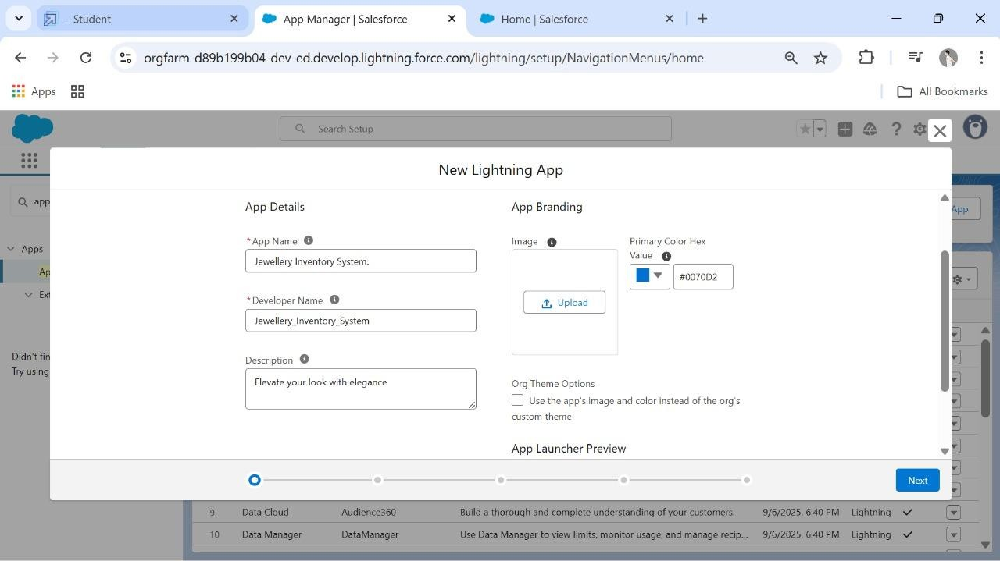 - Student
App Manager | Salesforce
Home | Salesforce
orgfarm-d89b199b04-dev-ed.develop.lightning.force.com/lightning/setup/NavigationMenus/home
Apps
All Bookmarks
Search Setup
New Lightning App
app
App
App Details
App Branding
*App Name
Image
Primary Color Hex
Value
Apps
Jewellery Inventory System.
Ap
#0070D2
Ext
*Developer Name
Upload
Jewellery_Inventory_System
Didn't fin
Try using
Description
Elevate your look with elegance
Org Theme Options
Use the app's image and color instead of the org's
custom theme
App Launcher Preview
Next
9 Data Cloud Audience360 Build a thorough and complete understanding of your customers. 9/6/2025, 6:40 PM Lightning
10 Data Manager DataManager Use Data Manager to view limits, monitor usage, and manage recip... 9/6/2025, 6:40 PM Lightning